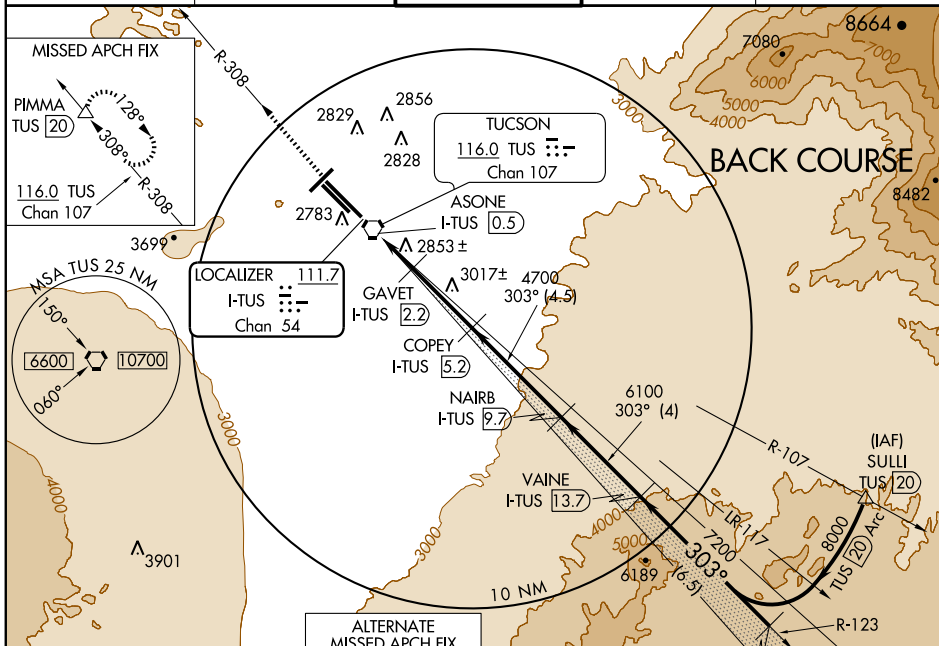 MISSED APCH FIX
PIMMA
TUS 20
128°
308°
R-308
116.0 TUS
Chan 107
R-308
2829
2856
2828
2783
TUCSON
116.0 TUS
Chan 107
8664
7080
7000
6000
5000
4000
3000
BACK COURSE
8482
ASONE
I-TUS 0.5
2853 ±
3699
LOCALIZER 111.7
I-TUS
Chan 54
3017±
4700
303° (4.5)
GAVET
I-TUS 2.2
MSA TUS 25 NM
150°
6600
10700
060°
COPEY
I-TUS 5.2
6100
303° (4)
NAIRB
I-TUS 9.7
3000
R-107
(IAF)
SULLI
TUS 20
VAINE
I-TUS 13.7
LR-117
7200
8000
TUS 20 Arc
303°
(6.5)
4000
3000
4000
5000
6189
3901
10 NM
R-123
ALTERNATE
MISSED APCH FIX